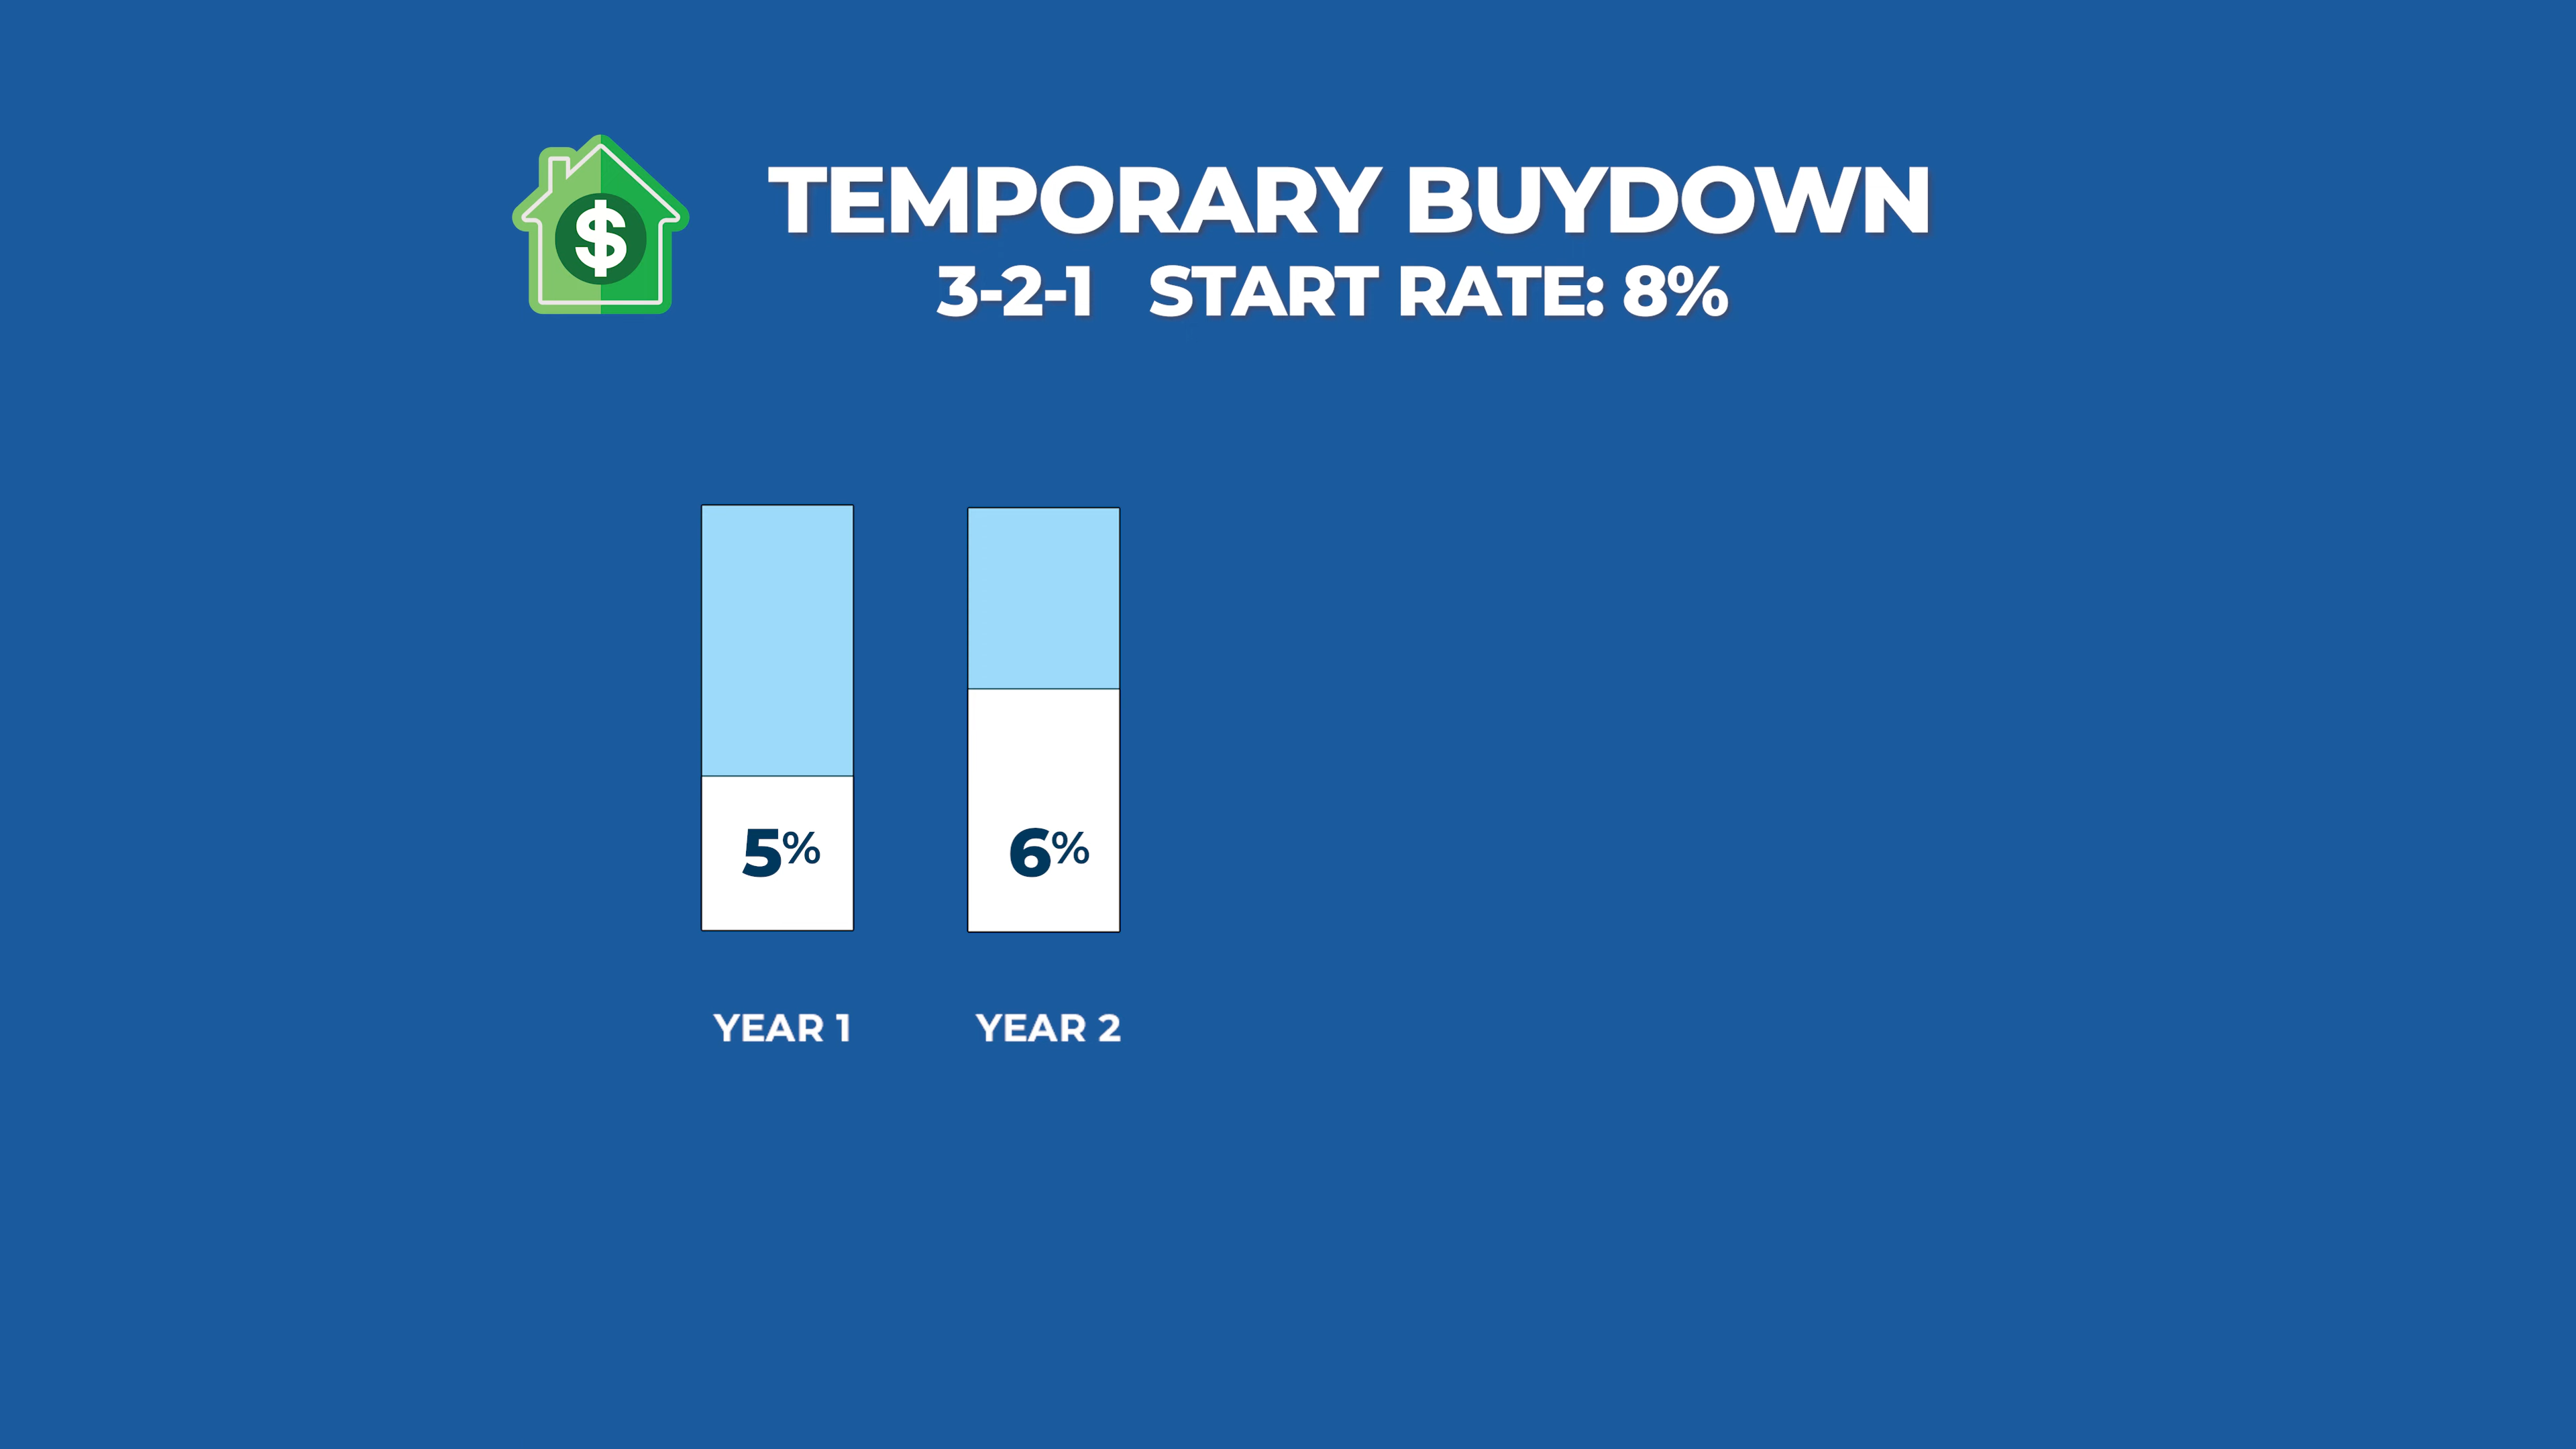 $
TEMPORARY BUYDOWN
3-2-1 START RATE: 8%
5% 6%
YEAR 1 YEAR 2